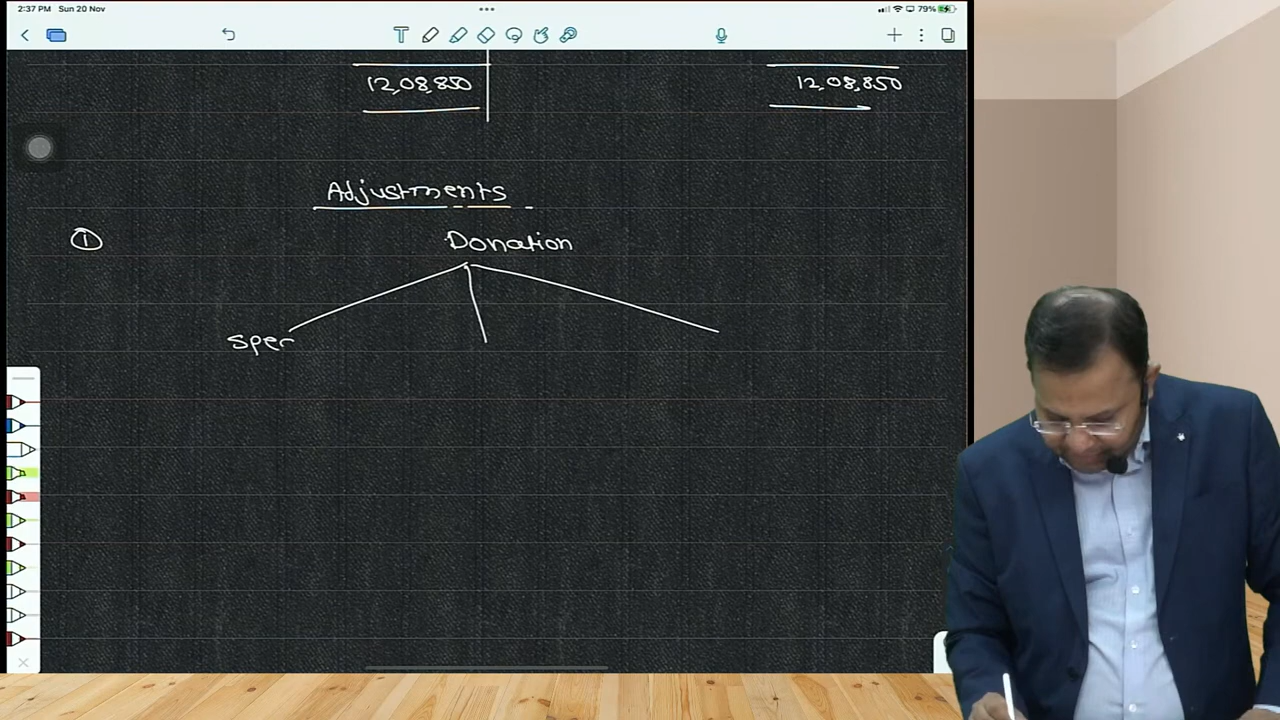 2:37 PM Sun 20 Nov
79%
T
12,08,850 12,08,850
Adjustments
① Donation
sper